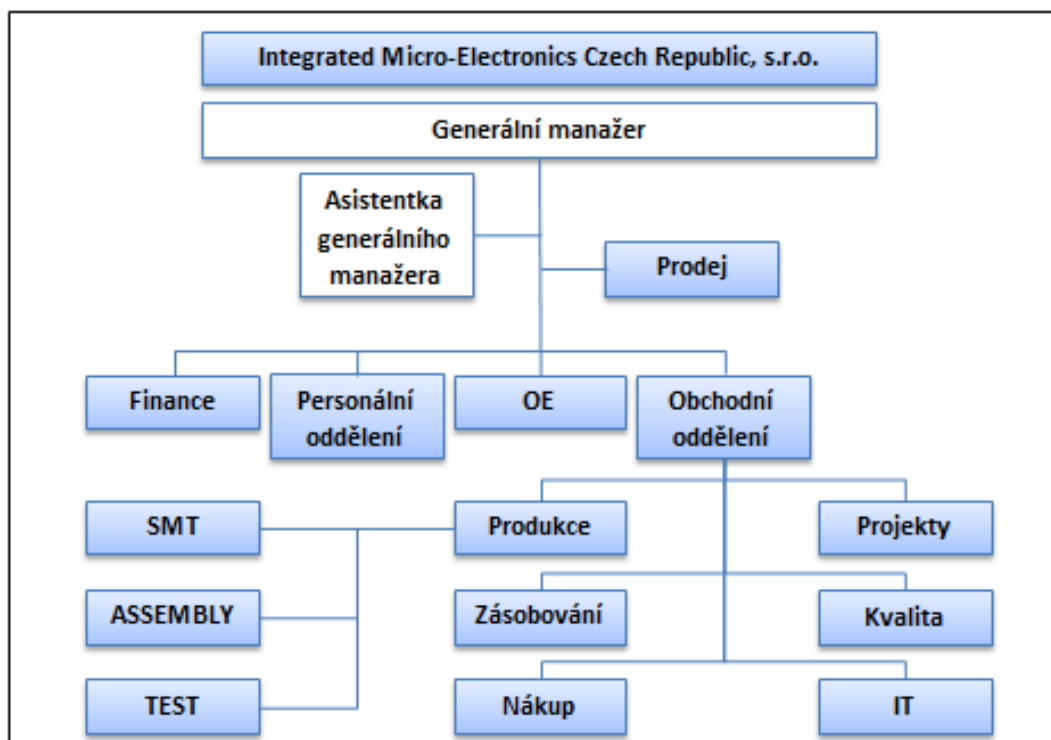 Integrated Micro-Electronics Czech Republic, s.r.o.
Generální manažer
Asistentka
generálního
manažera
Prodej
Finance
Personální
oddělení
OE
Obchodní
oddělení
SMT
Produkce
Projekty
ASSEMBLY
Zásobování
Kvalita
TEST
Nákup
IT